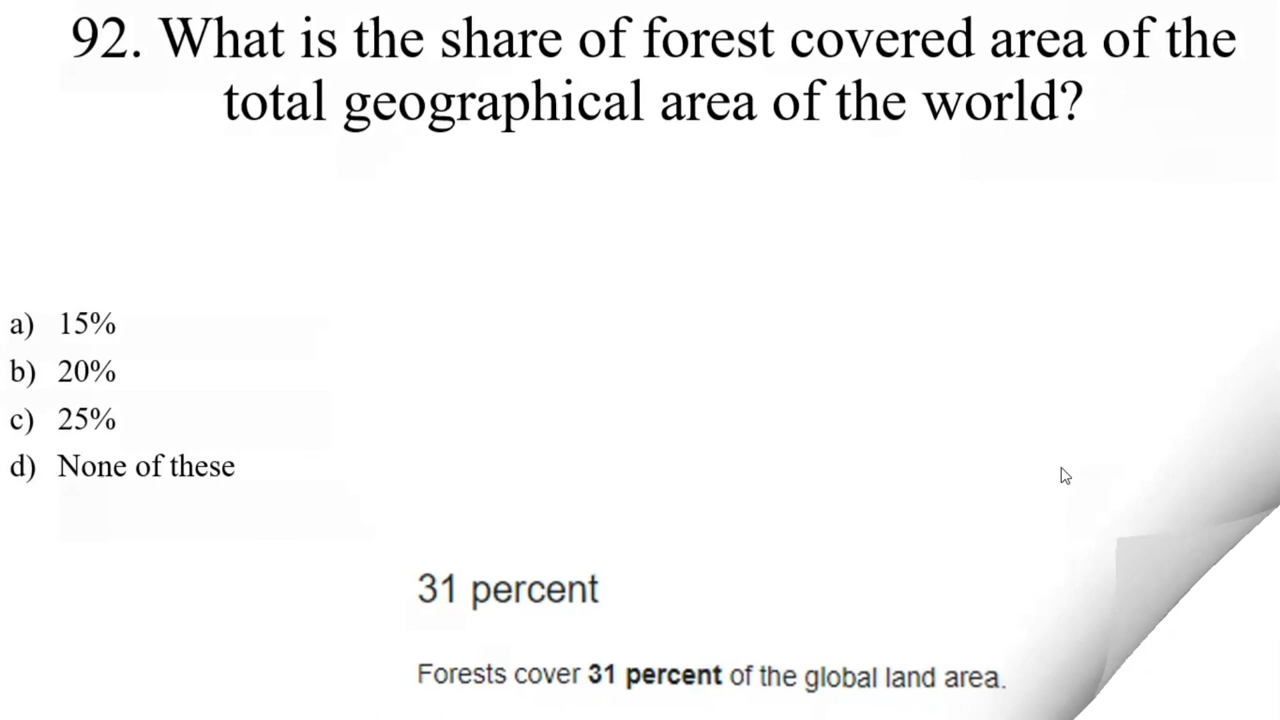 92. What is the share of forest covered area of the
total geographical area of the world?
a) 15%
b) 20%
c) 25%
d) None of these
31 percent
Forests cover 31 percent of the global land area.